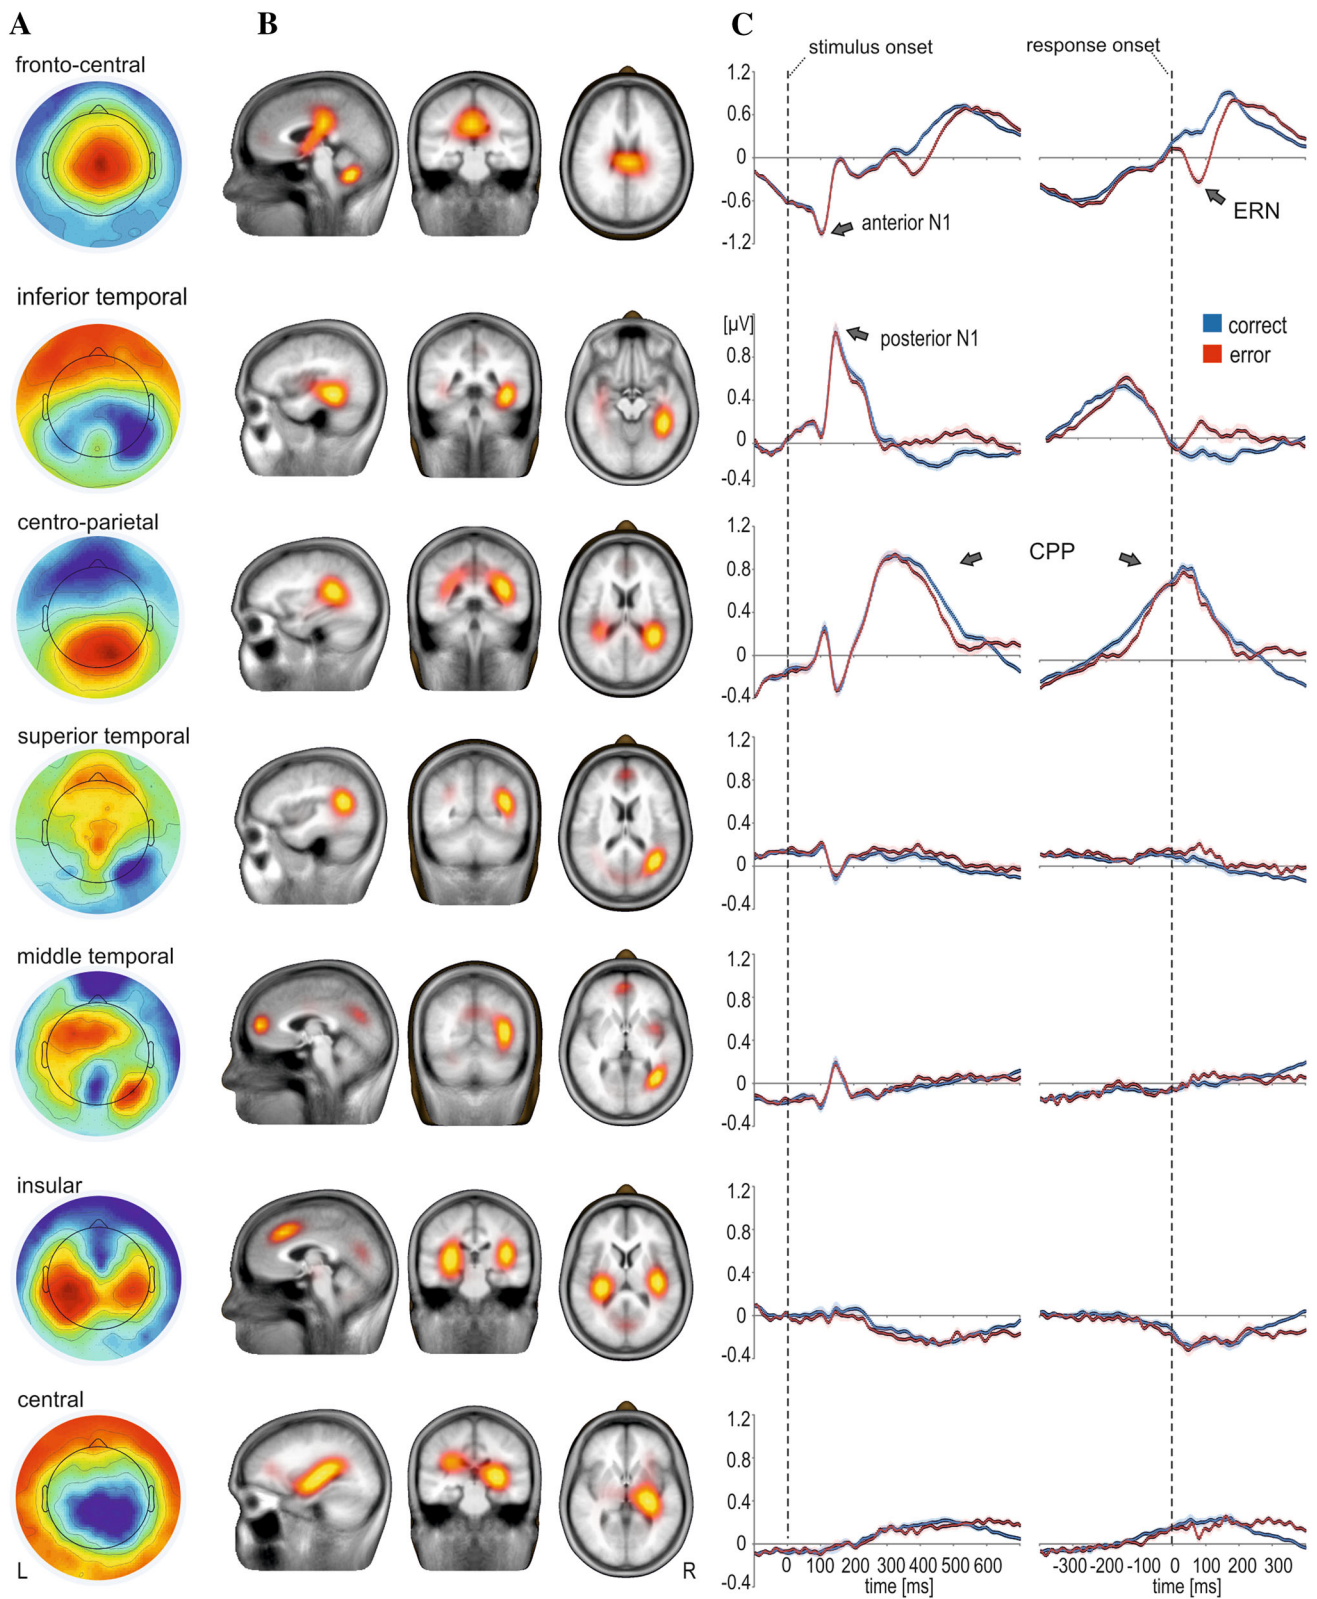 A
B
C
fronto-central
stimulus onset
response onset
1.2
0.6
0
-0.6
-1.2
anterior N1
ERN
inferior temporal
[µV]
0.8
0.4
0
-0.4
posterior N1
correct
error
centro-parietal
1.2
0.8
0.4
0
-0.4
CPP
superior temporal
1.2
0.8
0.4
0
-0.4
middle temporal
1.2
0.8
0.4
0
-0.4
insular
1.2
0.8
0.4
0
-0.4
central
1.2
0.8
0.4
0
-0.4
L
R
0 100 200 300 400 500 600
time [ms]
-300 -200 -100 0 100 200 300
time [ms]